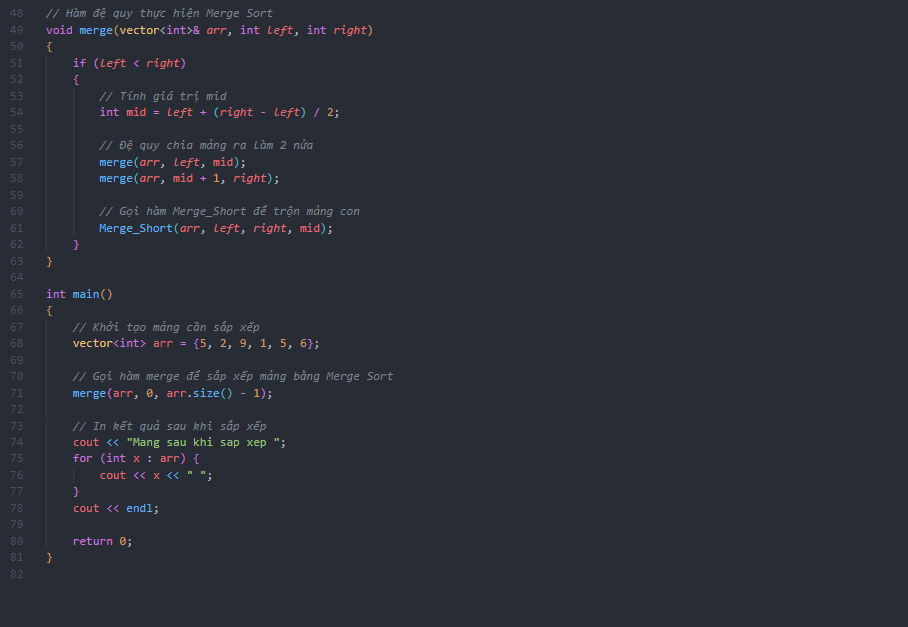 48 // Hàm đệ quy thực hiện Merge Sort
49 void merge(vector<int>& arr, int left, int right)
50 {
51 if (left < right)
52 {
53 // Tính giá trị mid
54 int mid = left + (right - left) / 2;
55
56 // Đệ quy chia mảng ra làm 2 nửa
57 merge(arr, left, mid);
58 merge(arr, mid + 1, right);
59
60 // Gọi hàm Merge_Short để trộn mảng con
61 Merge_Short(arr, left, right, mid);
62 }
63 }
64
65 int main()
66 {
67 // Khởi tạo mảng cần sắp xếp
68 vector<int> arr = {5, 2, 9, 1, 5, 6};
69
70 // Gọi hàm merge để sắp xếp mảng bằng Merge Sort
71 merge(arr, 0, arr.size() - 1);
72
73 // In kết quả sau khi sắp xếp
74 cout << "Mang sau khi sap xep ";
75 for (int x : arr) {
76 cout << x << " ";
77 }
78 cout << endl;
79
80 return 0;
81 }
82